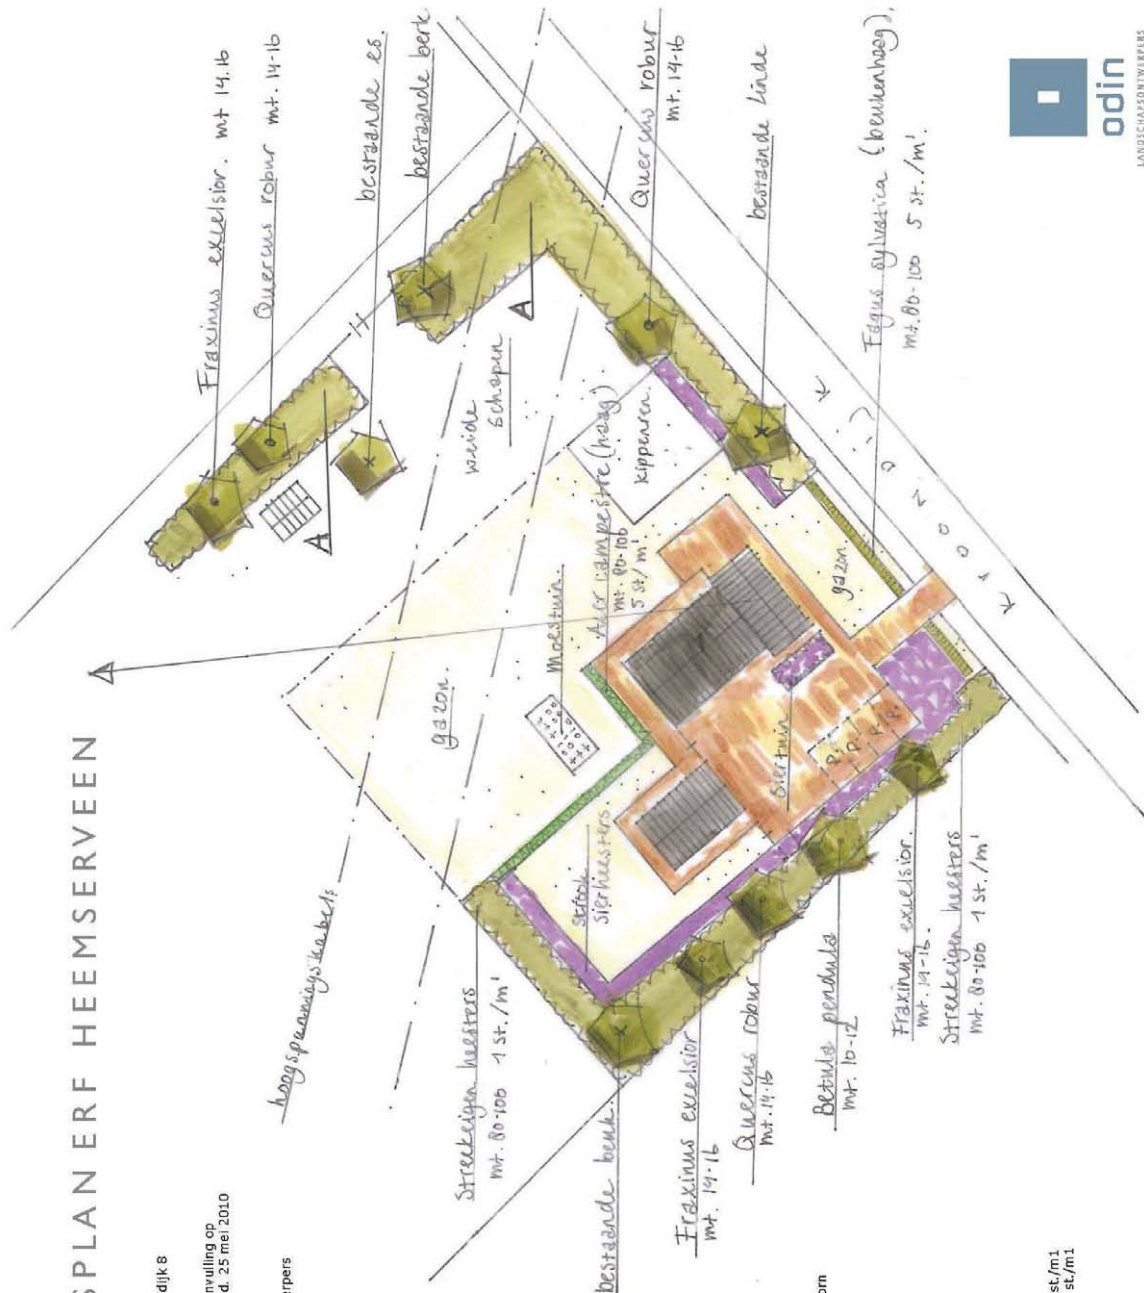 SPLAN ERF HEEMSERVEEN
dijk 8
nvulling op
d. 25 mei 2010
erpers
orn
st./m1
st./m1
hoogspanningskabels
Streekeigen heesters
mt. 80-100 1 st./m'
bestaande beuk.
Fraxinus excelsior
mt. 14-16
Quercus robur
mt. 14-16
Betula pendula
mt. 10-12
Fraxinus excelsior.
mt. 14-16.
Streekeigen heesters
mt. 80-100 1 st./m'
strook
sierheesters
gazon
moestuin.
Acer campestre (haag)
mt. 80-100
5 st/m'
siertuin
P.
P.
P.
P.
gazon
kippenren.
weide
schapen
A
A
Fraxinus excelsior. mt 14.16
Quercus robur mt. 14-16
bestaande es.
bestaande berk
Quercus robur
mt. 14-16
bestaande Linde
Fagus sylvatica (beukenhaag),
mt. 80-100 5 st./m'.
KROONDIJK
odin
LANDSCHAPSONTWERPERS